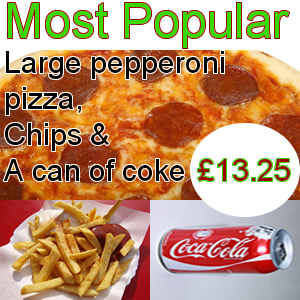 Most Popular
Large pepperoni
pizza,
Chips &
A can of coke £13.25
Coca-Cola